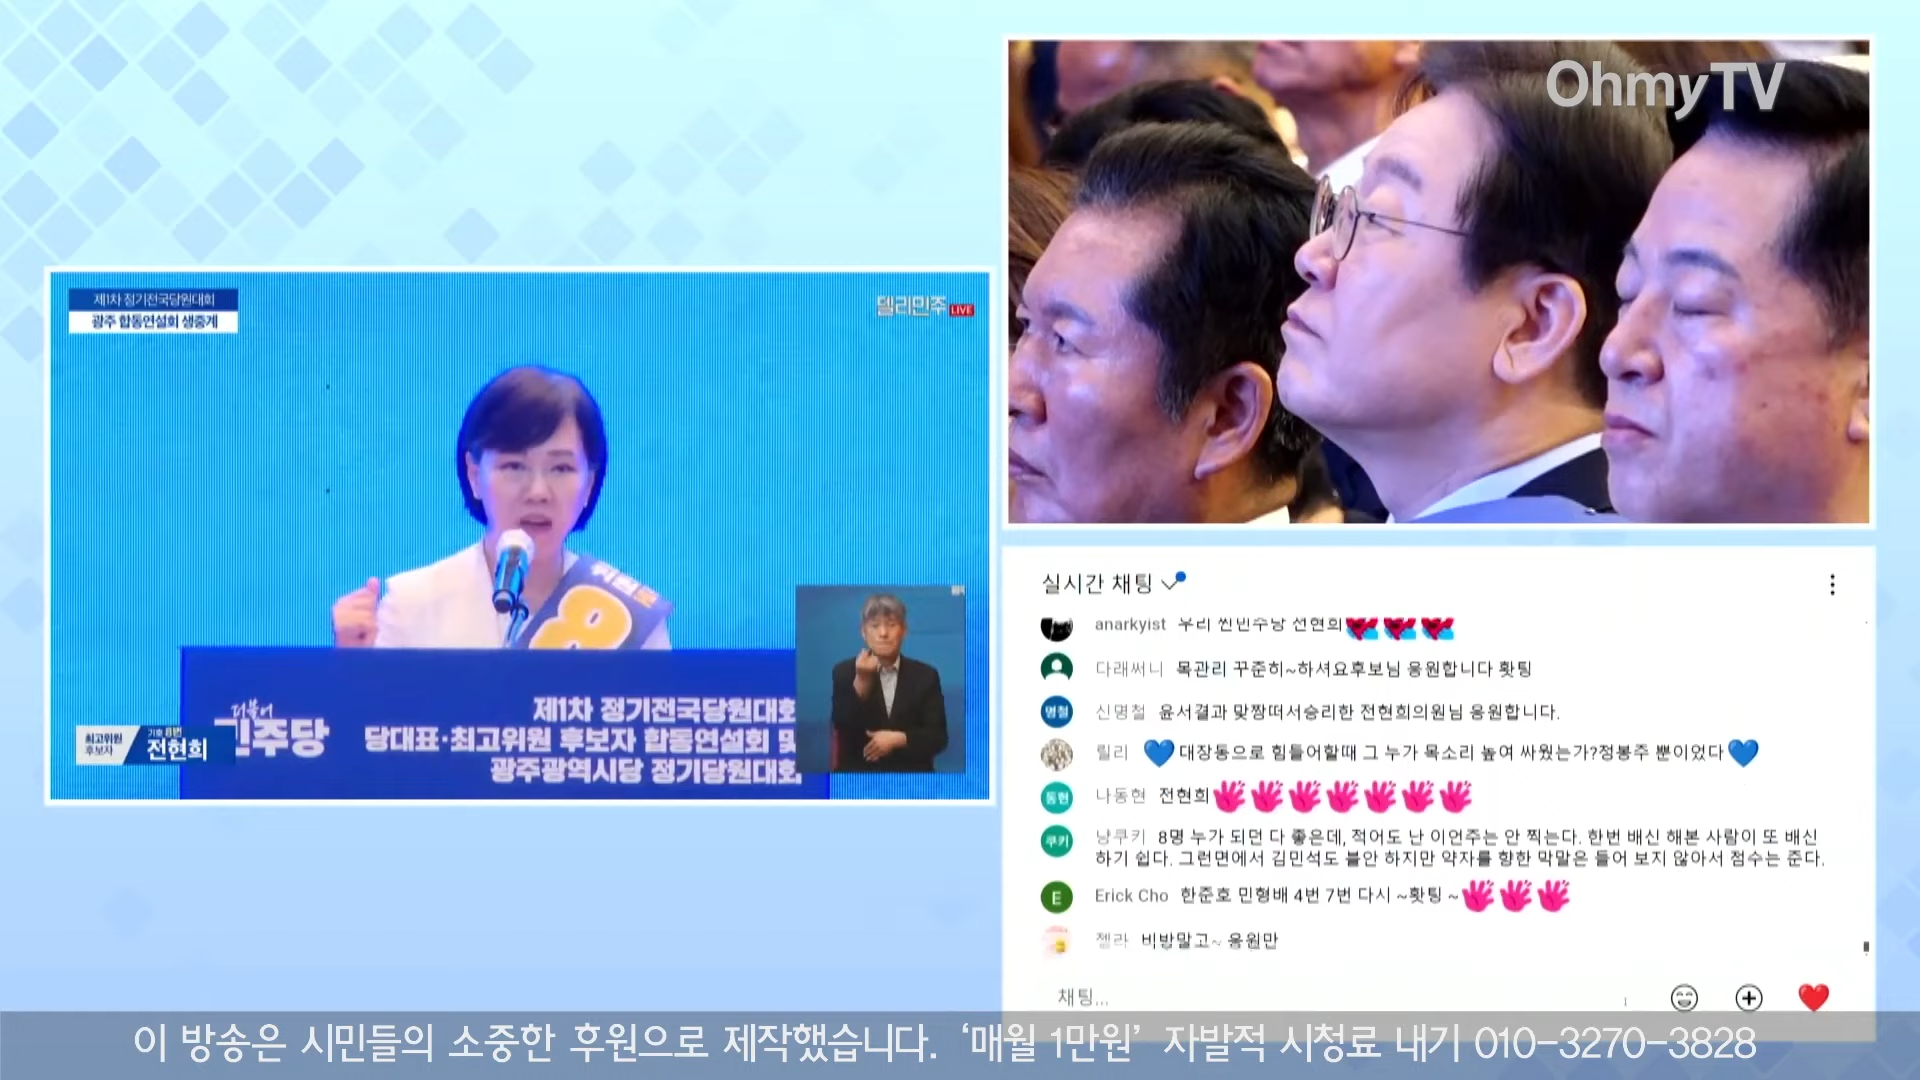 OhmyTV
제1차 정기전국당원대회
광주 합동연설회 생중계
델리민주 LIVE
8
더불어
민주당
제1차 정기전국당원대회
당대표·최고위원 후보자 합동연설회 및
광주광역시당 정기당원대회
최고위원
후보자
기호 8번
전현희
실시간 채팅
anarkyist 우리 찐민주당 전현희
다래써니 목관리 꾸준히~하셔요후보님 응원합니다 홧팅
명철 신명철 윤서결과 맞짱떠서승리한 전현희의원님 응원합니다.
릴리 대장동으로 힘들어할때 그 누가 목소리 높여 싸웠는가?정봉주 뿐이었다
동현 나동현 전현희
쿠키 냥쿠키 8명 누가 되던 다 좋은데, 적어도 난 이언주는 안 찍는다. 한번 배신 해본 사람이 또 배신
하기 쉽다. 그런면에서 김민석도 불안 하지만 약자를 향한 막말은 들어 보지 않아서 점수는 준다.
E Erick Cho 한준호 민형배 4번 7번 다시 ~홧팅 ~
젤라 비방말고~ 응원만
채팅...
이 방송은 시민들의 소중한 후원으로 제작했습니다. ‘매월 1만원’ 자발적 시청료 내기 010-3270-3828